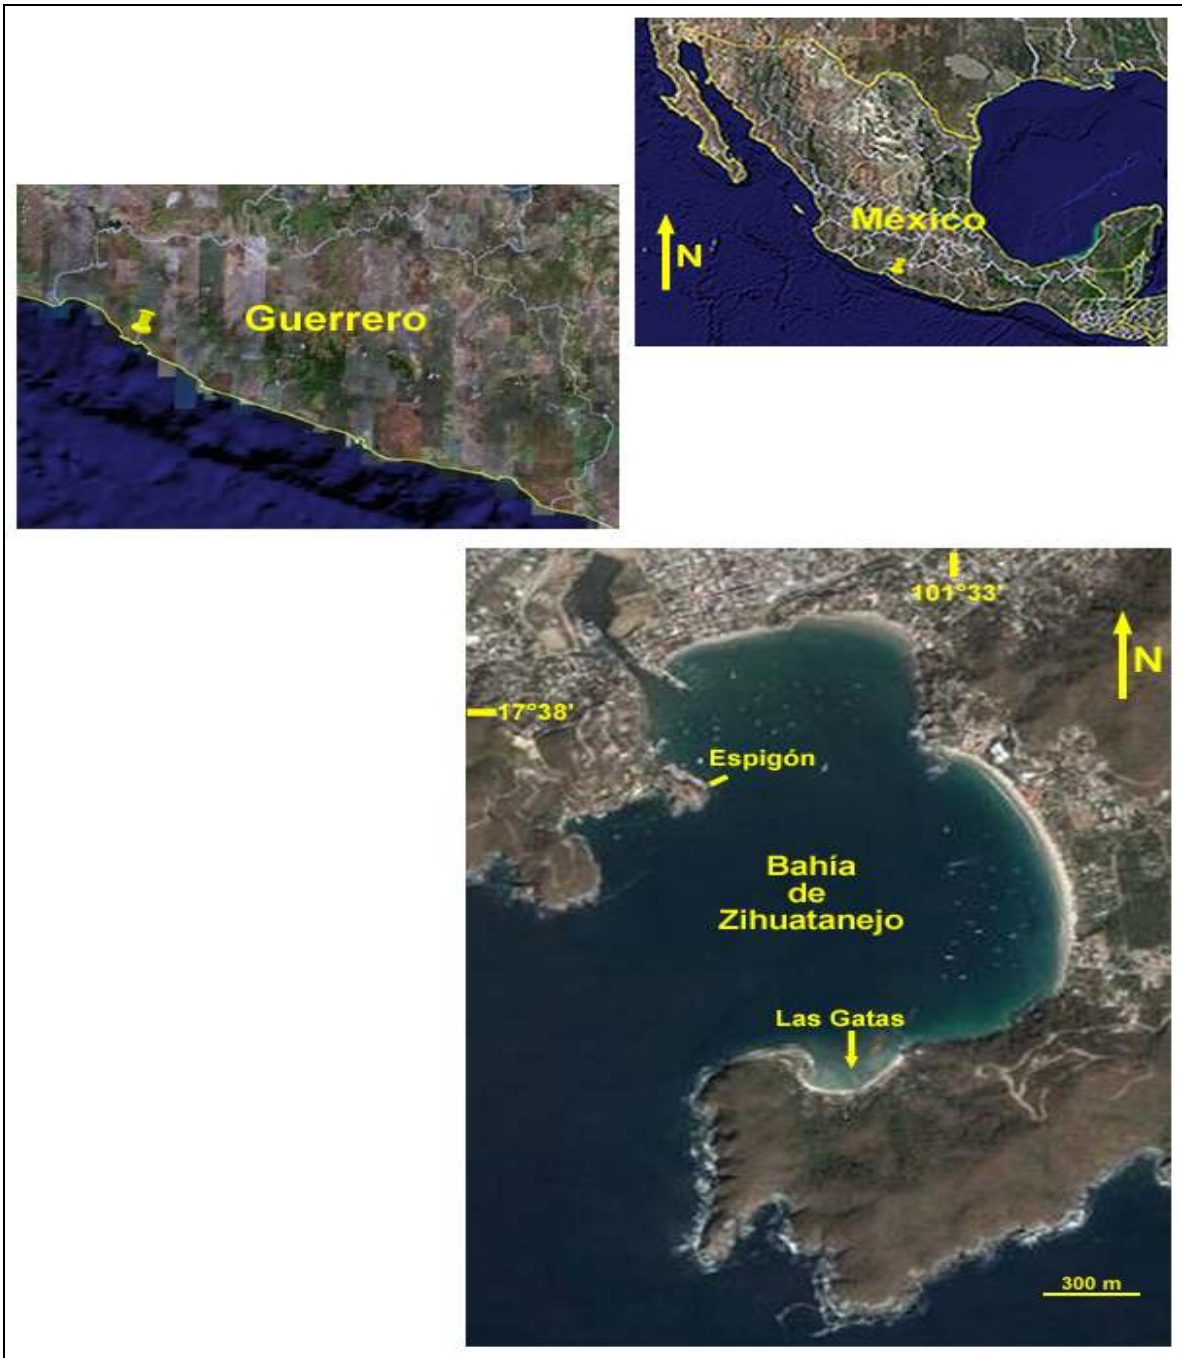 México
N
Guerrero
101°33'
N
17°38'
Espigón
Bahía
de
Zihuatanejo
Las Gatas
300 m